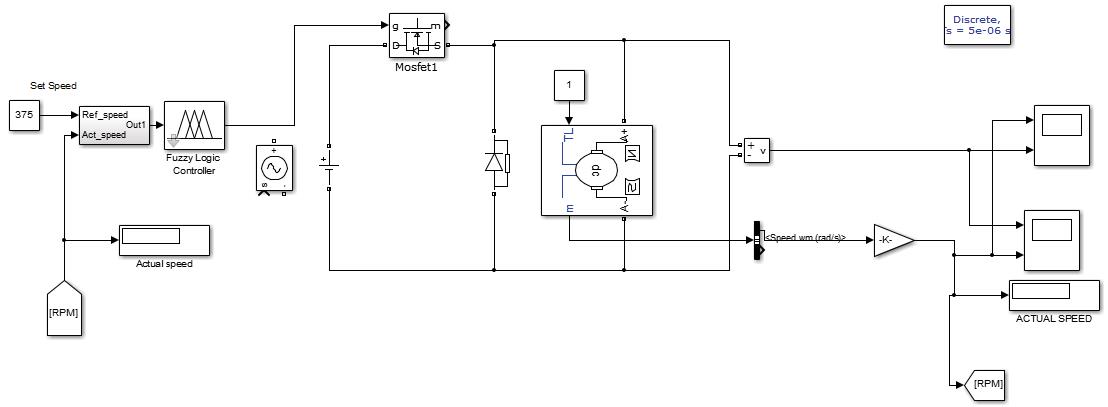 Discrete,
s = 5e-06 s
g
m
D
S
Mosfet1
Set Speed
375
Ref_speed
Act_speed
Out1
Fuzzy Logic
Controller
+
s
-
+
1
TL
A+
dc
m
A-
+
-
v
<Speed wm (rad/s)>
-K-
Actual speed
[RPM]
ACTUAL SPEED
[RPM]